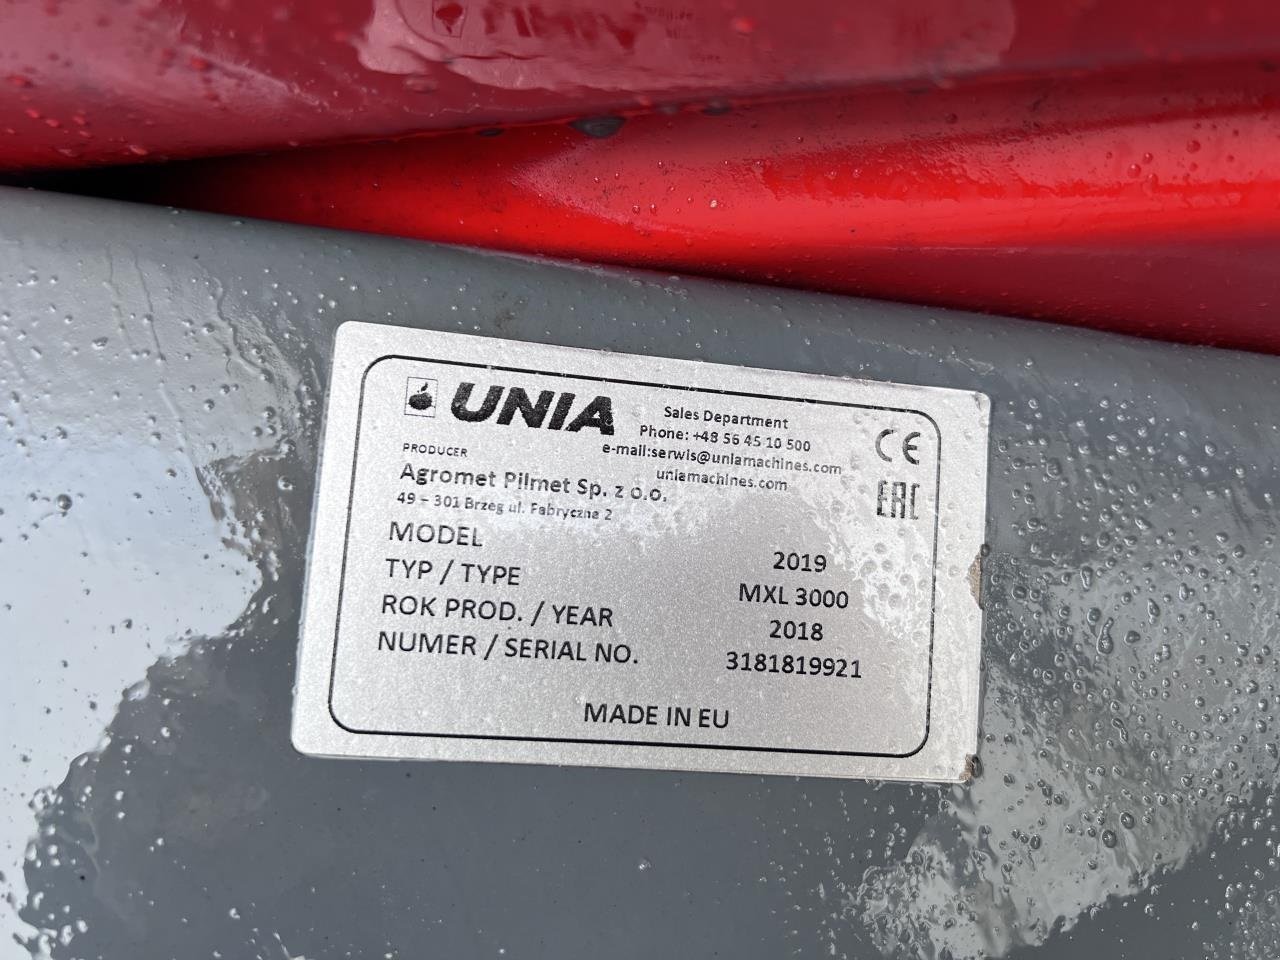 UNIA
Sales Department
Phone: +48 56 45 10 500
e-mail:serwis@uniamachines.com
uniamachines.com
CE
EAC
PRODUCER
Agromet Pilmet Sp. z o.o.
49 – 301 Brzeg ul. Fabryczna 2
MODEL 2019
TYP / TYPE MXL 3000
ROK PROD. / YEAR 2018
NUMER / SERIAL NO. 3181819921
MADE IN EU